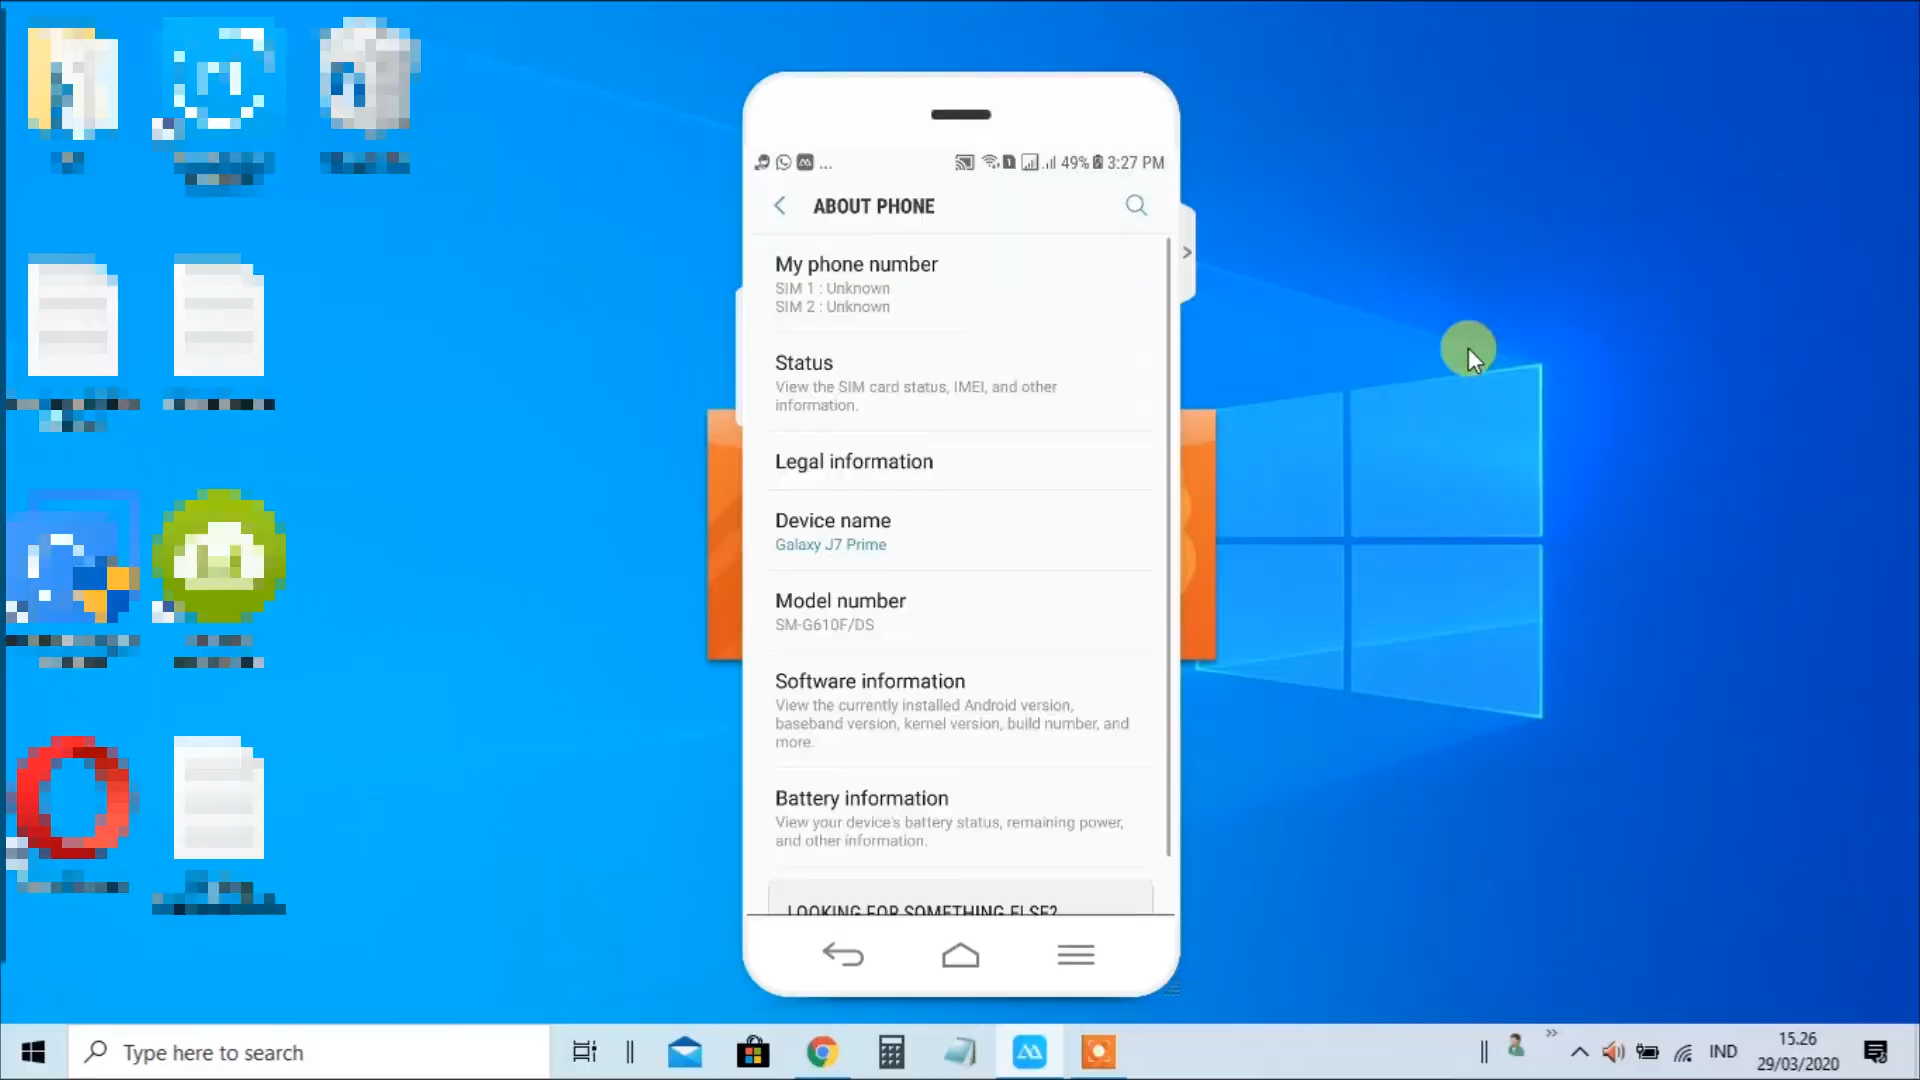 ... 49% 3:27 PM
ABOUT PHONE
My phone number
SIM 1 : Unknown
SIM 2 : Unknown
Status
View the SIM card status, IMEI, and other
information.
Legal information
Device name
Galaxy J7 Prime
Model number
SM-G610F/DS
Software information
View the currently installed Android version,
baseband version, kernel version, build number, and
more.
Battery information
View your device's battery status, remaining power,
and other information.
LOOKING FOR SOMETHING ELSE?
Type here to search
IND
15.26
29/03/2020